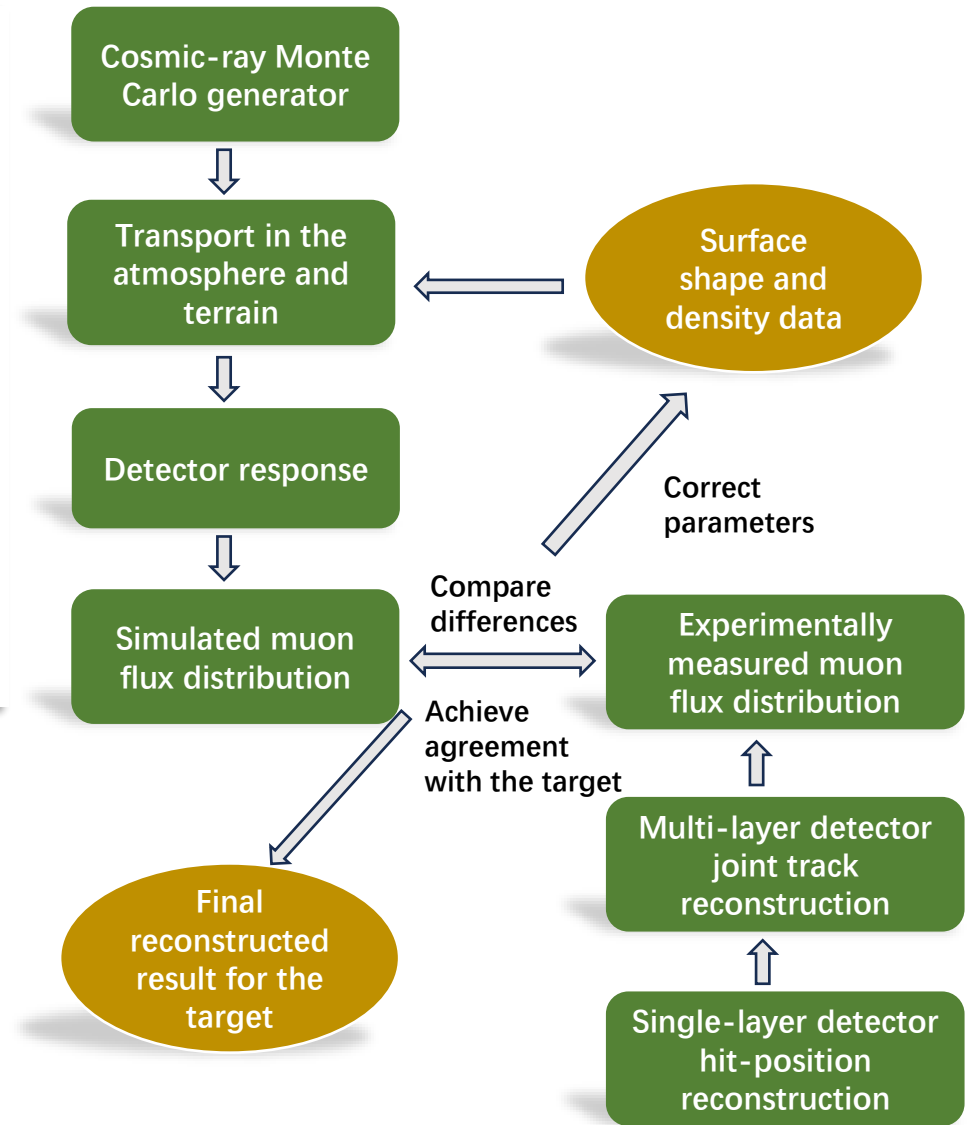 Cosmic-ray Monte
Carlo generator
Transport in the
atmosphere and
terrain
Surface
shape and
density data
Detector response
Correct
parameters
Compare
differences
Simulated muon
flux distribution
Experimentally
measured muon
flux distribution
Achieve
agreement
with the target
Multi-layer detector
joint track
reconstruction
Final
reconstructed
result for the
target
Single-layer detector
hit-position
reconstruction